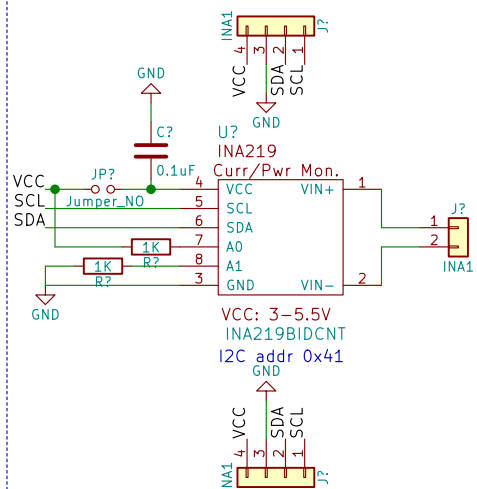 INA1
J?
4
3
2
1
VCC
SDA
SCL
GND
GND
C?
0.1uF
U?
INA219
Curr/Pwr Mon.
JP?
Jumper_NO
VCC
SCL
SDA
4
VCC
VIN+
1
5
SCL
6
SDA
7
A0
8
A1
3
GND
VIN-
2
1K
R?
1K
R?
GND
J?
1
2
INA1
VCC: 3-5.5V
INA219BIDCNT
I2C addr 0x41
GND
VCC
SDA
SCL
4
3
2
1
NA1
J?